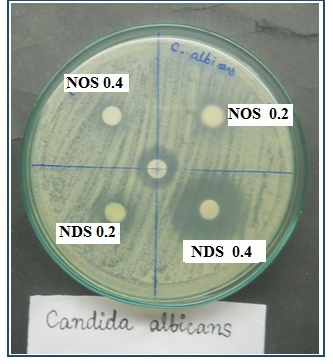 C. albicans
NOS 0.4
NOS 0.2
NDS 0.2
NDS 0.4
Candida albicans